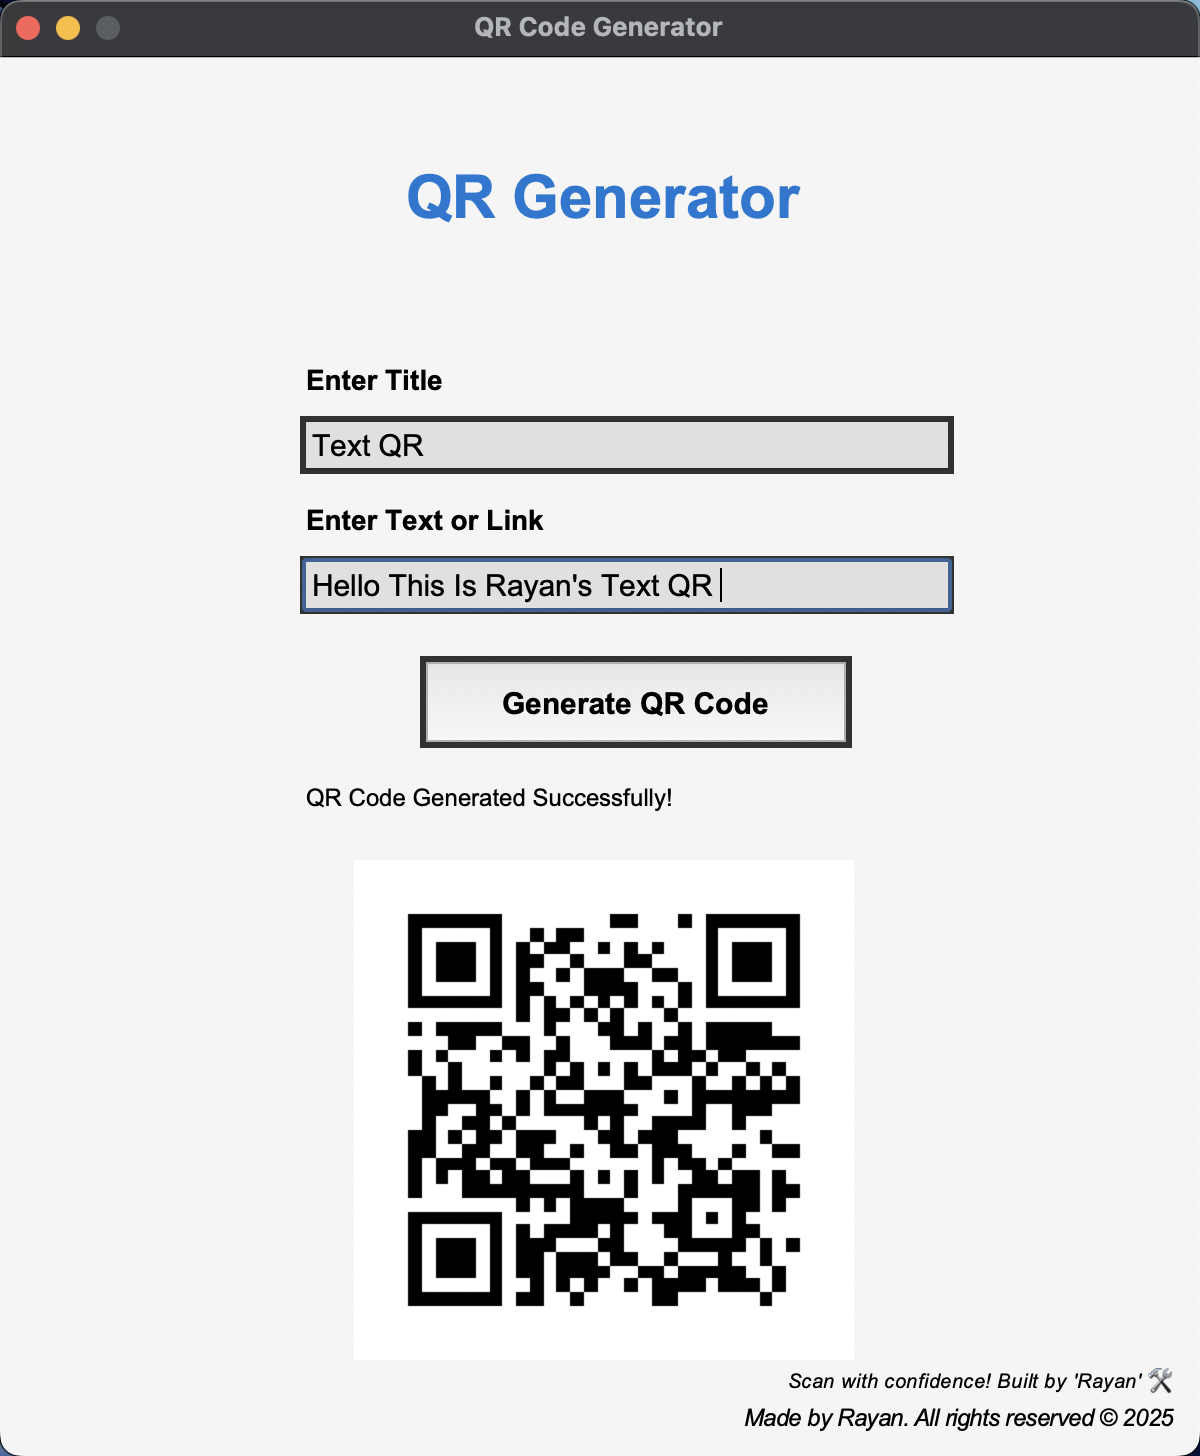 QR Code Generator
QR Generator
Enter Title
Text QR
Enter Text or Link
Hello This Is Rayan's Text QR
Generate QR Code
QR Code Generated Successfully!
Scan with confidence! Built by 'Rayan' 🛠
Made by Rayan. All rights reserved © 2025